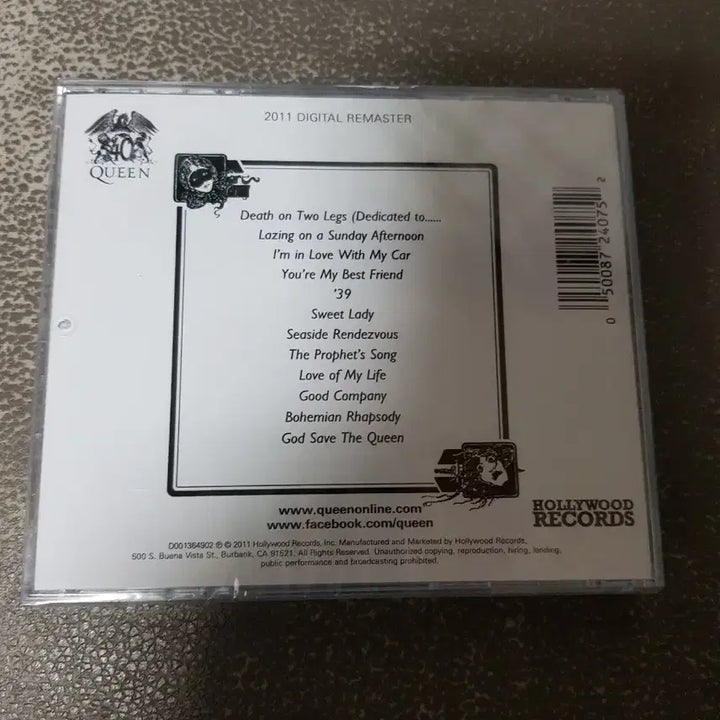 2011 DIGITAL REMASTER
40
QUEEN
Death on Two Legs (Dedicated to......
Lazing on a Sunday Afternoon
I'm in Love With My Car
You're My Best Friend
'39
Sweet Lady
Seaside Rendezvous
The Prophet's Song
Love of My Life
Good Company
Bohemian Rhapsody
God Save The Queen
0 50087 24075 2
www.queenonline.com
www.facebook.com/queen
HOLLYWOOD
RECORDS
D001364902 ℗ © 2011 Hollywood Records, Inc. Manufactured and Marketed by Hollywood Records,
500 S. Buena Vista St., Burbank, CA 91521. All Rights Reserved. Unauthorized copying, reproduction, hiring, lending,
public performance and broadcasting prohibited.